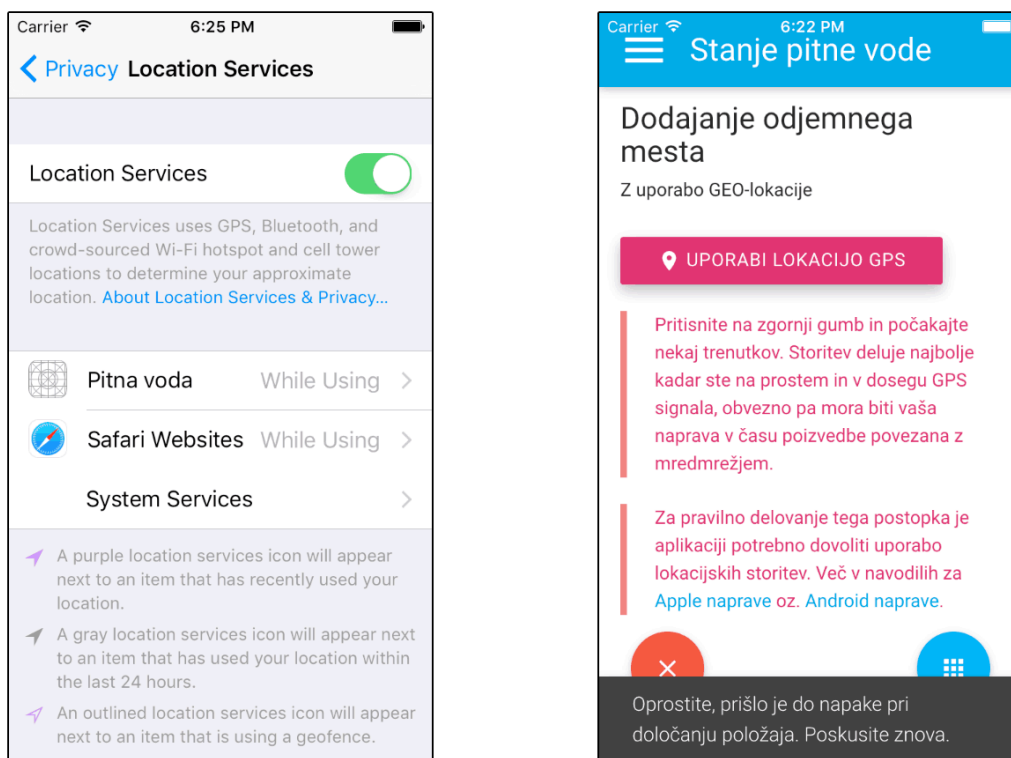 Carrier 6:25 PM
Privacy Location Services
Location Services
Location Services uses GPS, Bluetooth, and
crowd-sourced Wi-Fi hotspot and cell tower
locations to determine your approximate
location. About Location Services & Privacy...
Pitna voda While Using
Safari Websites While Using
System Services
A purple location services icon will appear
next to an item that has recently used your
location.
A gray location services icon will appear next
to an item that has used your location within
the last 24 hours.
An outlined location services icon will appear
next to an item that is using a geofence.
Carrier 6:22 PM
Stanje pitne vode
Dodajanje odjemnega
mesta
Z uporabo GEO-lokacije
UPORABI LOKACIJO GPS
Pritisnite na zgornji gumb in počakajte
nekaj trenutkov. Storitev deluje najbolje
kadar ste na prostem in v dosegu GPS
signala, obvezno pa mora biti vaša
naprava v času poizvedbe povezana z
mredmrežjem.
Za pravilno delovanje tega postopka je
aplikaciji potrebno dovoliti uporabo
lokacijskih storitev. Več v navodilih za
Apple naprave oz. Android naprave.
Oprostite, prišlo je do napake pri
določanju položaja. Poskusite znova.